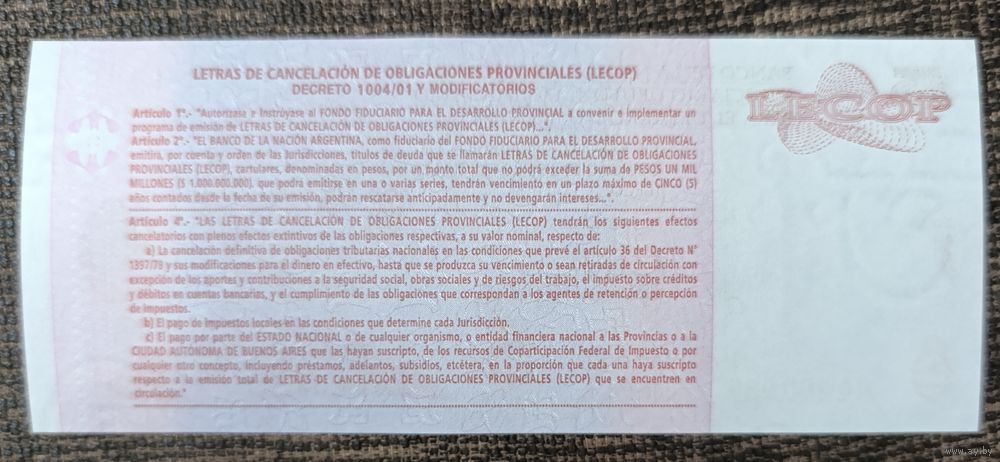 LETRAS DE CANCELACIÓN DE OBLIGACIONES PROVINCIALES (LECOP)
DECRETO 1004/01 Y MODIFICATORIOS
LECOP
Artículo 1°.- "Autorízase e Instrúyase al FONDO FIDUCIARIO PARA EL DESARROLLO PROVINCIAL a convenir e implementar un
programa de emisión de LETRAS DE CANCELACIÓN DE OBLIGACIONES PROVINCIALES (LECOP)...".
Artículo 2°.- "EL BANCO DE LA NACIÓN ARGENTINA, como fiduciario del FONDO FIDUCIARIO PARA EL DESARROLLO PROVINCIAL,
emitirá, por cuenta y orden de las Jurisdicciones, títulos de deuda que se llamarán LETRAS DE CANCELACIÓN DE OBLIGACIONES
PROVINCIALES (LECOP), cartulares, denominadas en pesos, por un monto total que no podrá exceder la suma de PESOS UN MIL
MILLONES ($ 1.000.000.000), que podrá emitirse en una o varias series, tendrán vencimiento en un plazo máximo de CINCO (5)
años contados desde la fecha de su emisión, podrán rescatarse anticipadamente y no devengarán intereses...".
Artículo 4°.- "LAS LETRAS DE CANCELACIÓN DE OBLIGACIONES PROVINCIALES (LECOP) tendrán los siguientes efectos
cancelatorios con plenos efectos extintivos de las obligaciones respectivas, a su valor nominal, respecto de:
a) La cancelación definitiva de obligaciones tributarias nacionales en las condiciones que prevé el artículo 36 del Decreto N°
1397/79 y sus modificaciones para el dinero en efectivo, hasta que se produzca su vencimiento o sean retiradas de circulación con
excepción de los aportes y contribuciones a la seguridad social, obras sociales y de riesgos del trabajo, el impuesto sobre créditos
y débitos en cuentas bancarias, y el cumplimiento de las obligaciones que correspondan a los agentes de retención o percepción
de impuestos.
b) El pago de impuestos locales en las condiciones que determine cada Jurisdicción.
c) El pago por parte del ESTADO NACIONAL o de cualquier organismo, o entidad financiera nacional a las Provincias o a la
CIUDAD AUTÓNOMA DE BUENOS AIRES que las hayan suscripto, de los recursos de Coparticipación Federal de Impuesto o por
cualquier otro concepto, incluyendo préstamos, adelantos, subsidios, etcétera, en la proporción que cada una haya suscripto
respecto a la emisión total de LETRAS DE CANCELACIÓN DE OBLIGACIONES PROVINCIALES (LECOP) que se encuentren en
circulación."
www.ay.by